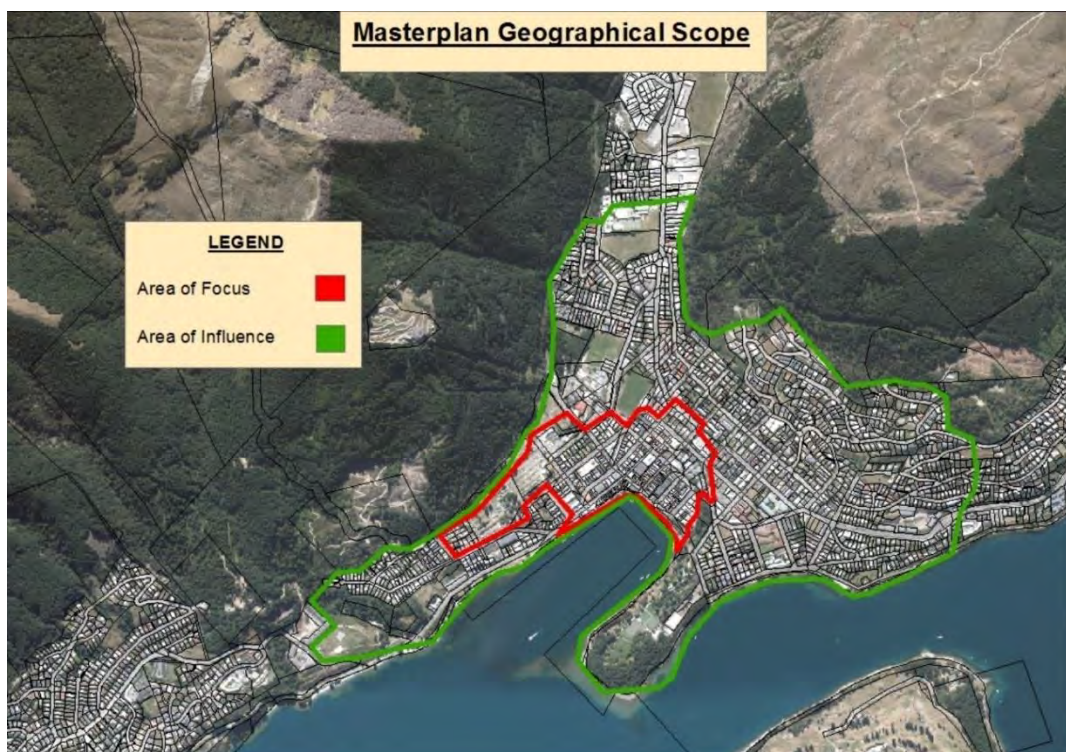 Masterplan Geographical Scope
LEGEND
Area of Focus
Area of Influence